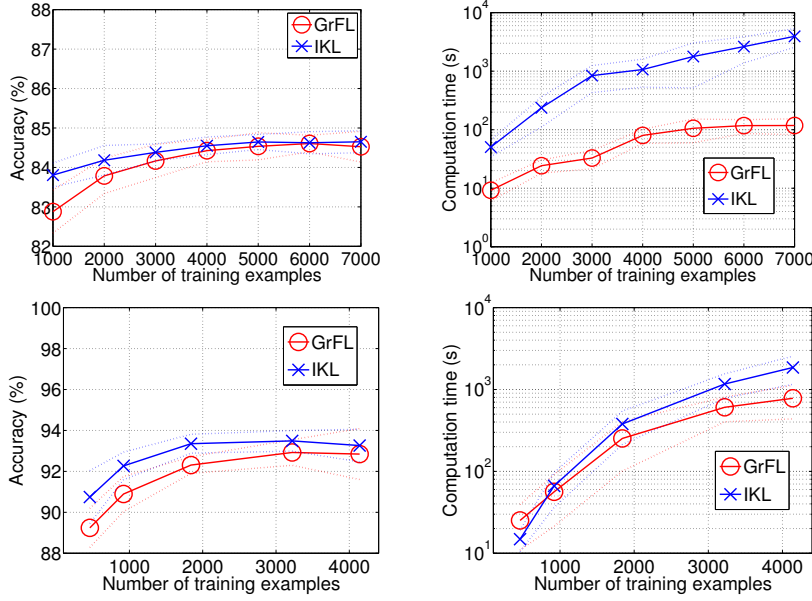 88
87
86
85
84
83
82
Accuracy (%)
GrFL
IKL
1000 2000 3000 4000 5000 6000 7000
Number of training examples
10^4
10^3
10^2
10^1
10^0
Computation time (s)
GrFL
IKL
1000 2000 3000 4000 5000 6000 7000
Number of training examples
100
98
96
94
92
90
88
Accuracy (%)
GrFL
IKL
1000 2000 3000 4000
Number of training examples
10^4
10^3
10^2
10^1
Computation time (s)
GrFL
IKL
1000 2000 3000 4000
Number of training examples